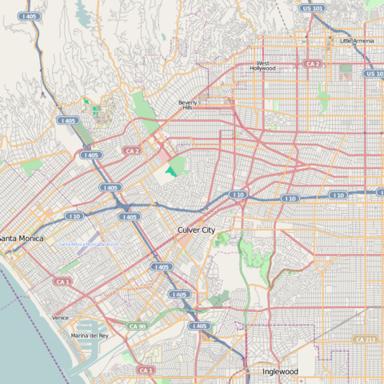 US 101
I 405
Little Armenia
West
Hollywood
CA 2
US 101
Beverly
Hills
I 405
CA 2
I 405
I 405
I 10
I 10
I 10
I 10
I 405
Culver City
Santa Monica
I 405
CA 1
I 405
Venice
CA 90
I 405
Marina del Rey
CA 213
CA 1
Inglewood